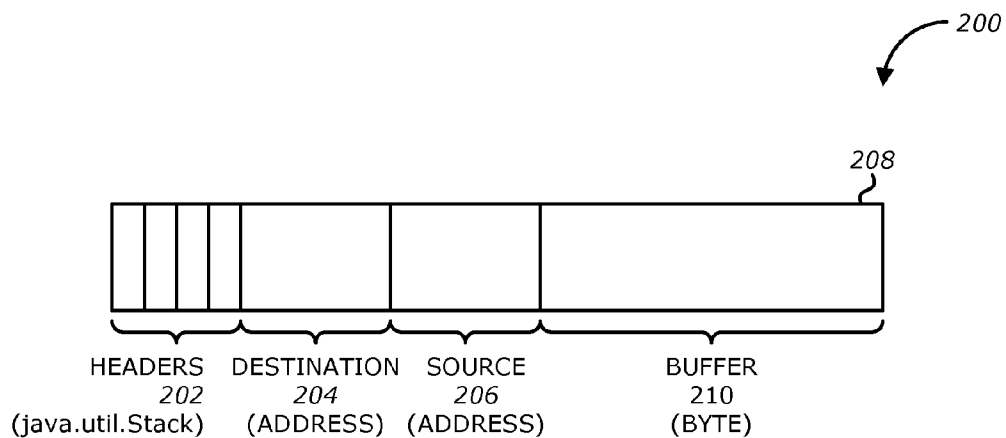 200
208
HEADERS DESTINATION SOURCE BUFFER
202 204 206 210
(java.util.Stack) (ADDRESS) (ADDRESS) (BYTE)